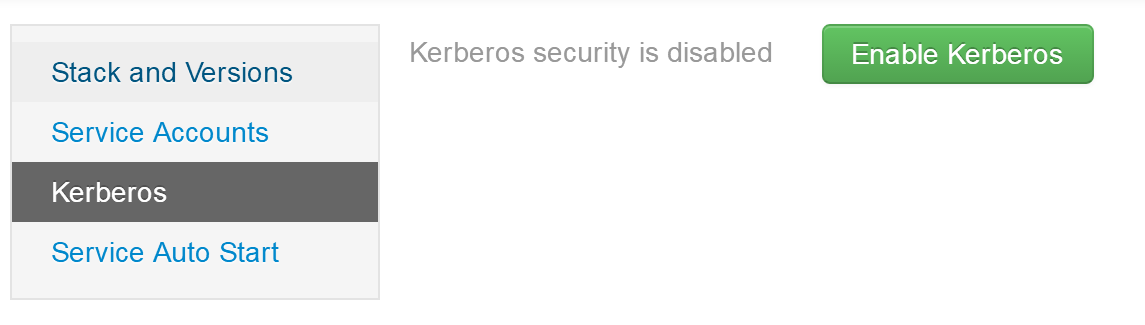 Stack and Versions
Service Accounts
Kerberos
Service Auto Start
Kerberos security is disabled
Enable Kerberos